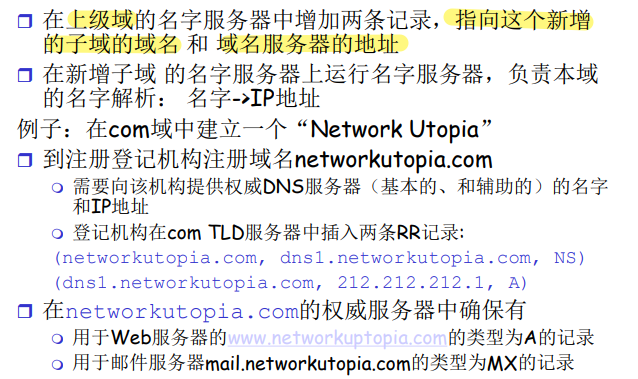 在上级域的名字服务器中增加两条记录，指向这个新增
的子域的域名 和 域名服务器的地址
在新增子域 的名字服务器上运行名字服务器，负责本域
的名字解析： 名字->IP地址
例子：在com域中建立一个“Network Utopia”
到注册登记机构注册域名networkutopia.com
需要向该机构提供权威DNS服务器（基本的、和辅助的）的名字
和IP地址
登记机构在com TLD服务器中插入两条RR记录:
(networkutopia.com, dns1.networkutopia.com, NS)
(dns1.networkutopia.com, 212.212.212.1, A)
在networkutopia.com的权威服务器中确保有
用于Web服务器的www.networkuptopia.com的类型为A的记录
用于邮件服务器mail.networkutopia.com的类型为MX的记录